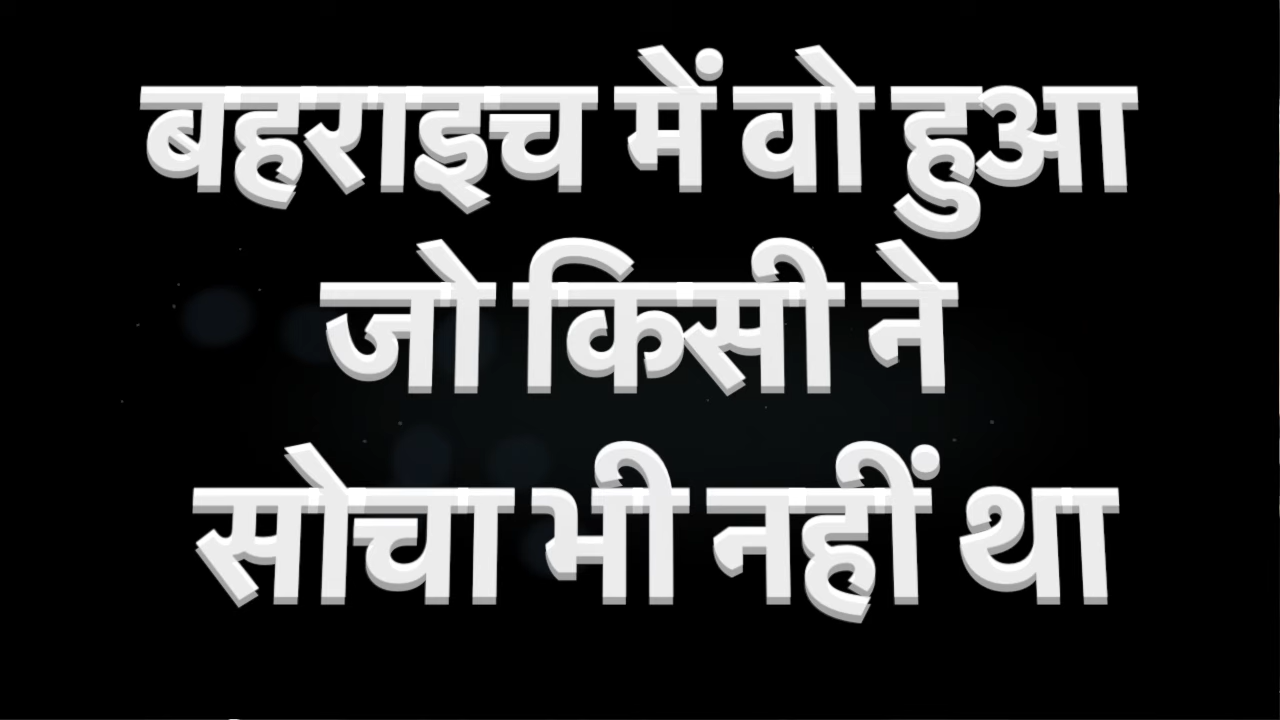 बहराइच में वो हुआ
जो किसी ने
सोचा भी नहीं था